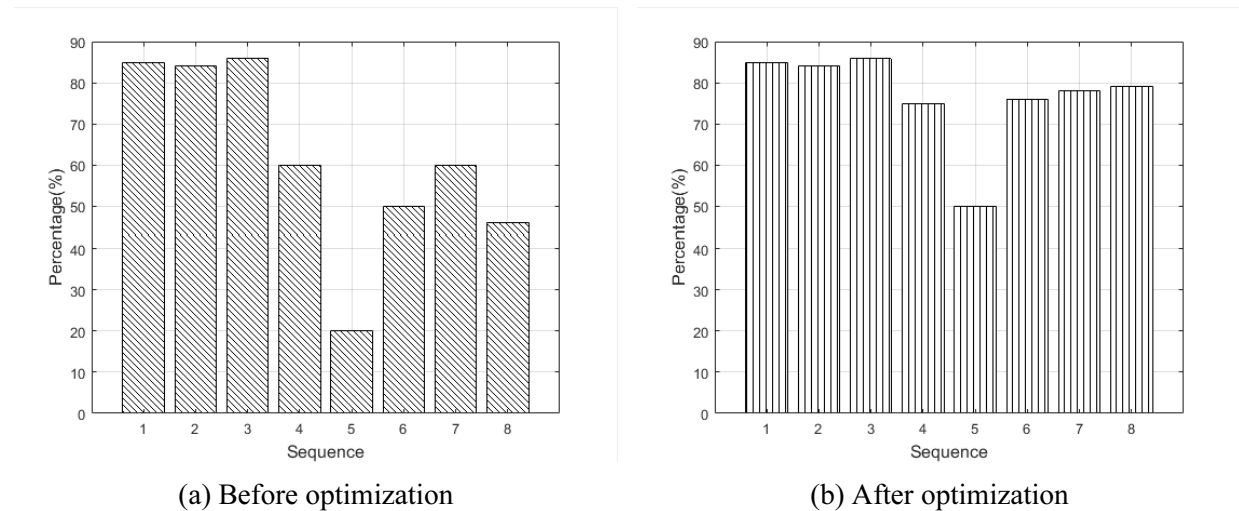 90
80
70
60
50
40
30
20
10
0
Percentage(%)
1 2 3 4 5 6 7 8
Sequence
(a) Before optimization
90
80
70
60
50
40
30
20
10
0
Percentage(%)
1 2 3 4 5 6 7 8
Sequence
(b) After optimization